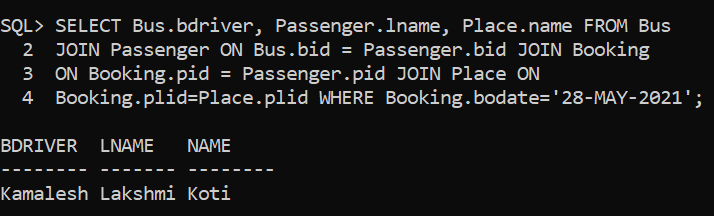 SQL> SELECT Bus.bdriver, Passenger.lname, Place.name FROM Bus
  2  JOIN Passenger ON Bus.bid = Passenger.bid JOIN Booking
  3  ON Booking.pid = Passenger.pid JOIN Place ON
  4  Booking.plid=Place.plid WHERE Booking.bodate='28-MAY-2021';

BDRIVER  LNAME   NAME
-------- ------- --------
Kamalesh Lakshmi Koti